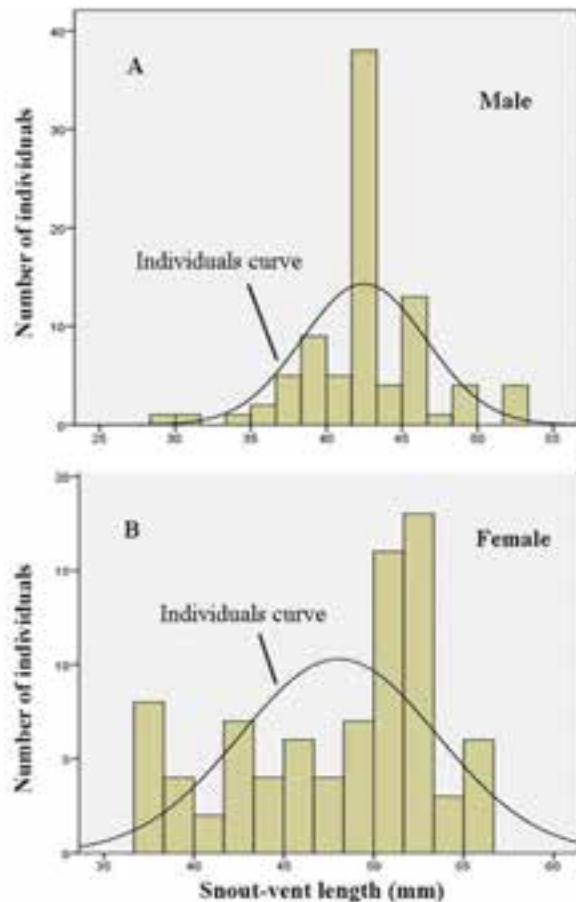 40
A
Male
30
Number of individuals
20
Individuals curve
10
0
25 30 35 40 45 50 55
20
B
Female
15
Number of individuals
Individuals curve
10
5
0
35 40 45 50 55 60
Snout-vent length (mm)